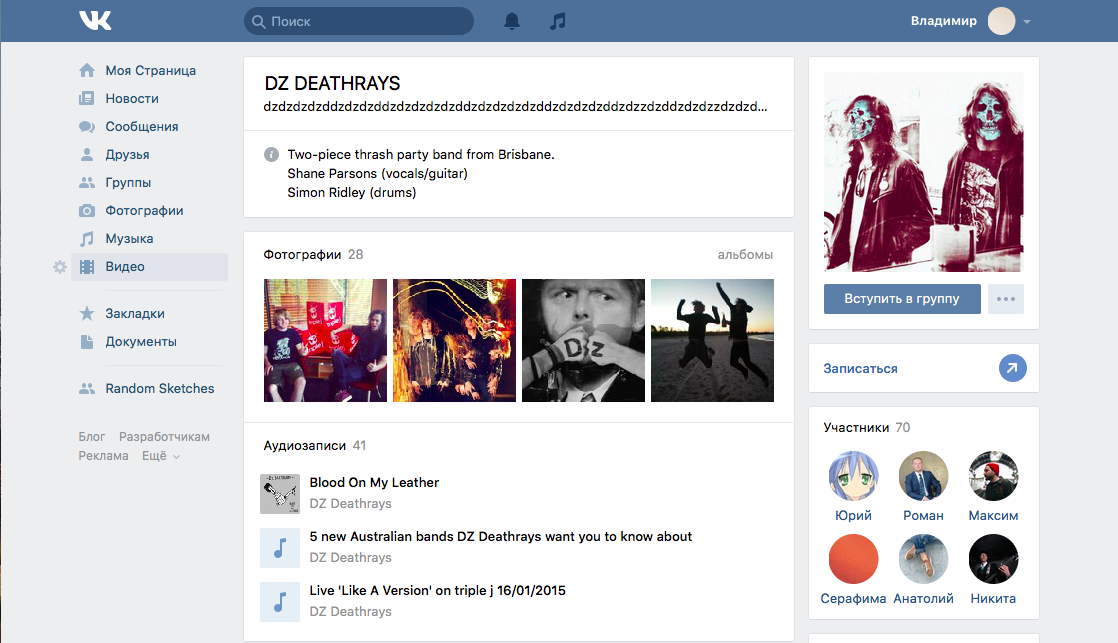 VK
Поиск
Владимир
Моя Страница
Новости
Сообщения
Друзья
Группы
Фотографии
Музыка
Видео
Закладки
Документы
Random Sketches
Блог Разработчикам
Реклама Ещё
DZ DEATHRAYS
Two-piece thrash party band from Brisbane.
Shane Parsons (vocals/guitar)
Simon Ridley (drums)
Фотографии 28
альбомы
Аудиозаписи 41
Blood On My Leather
DZ Deathrays
5 new Australian bands DZ Deathrays want you to know about
DZ Deathrays
Live 'Like A Version' on triple j 16/01/2015
DZ Deathrays
Вступить в группу
Записаться
Участники 70
Юрий Роман Максим
Серафима Анатолий Никита